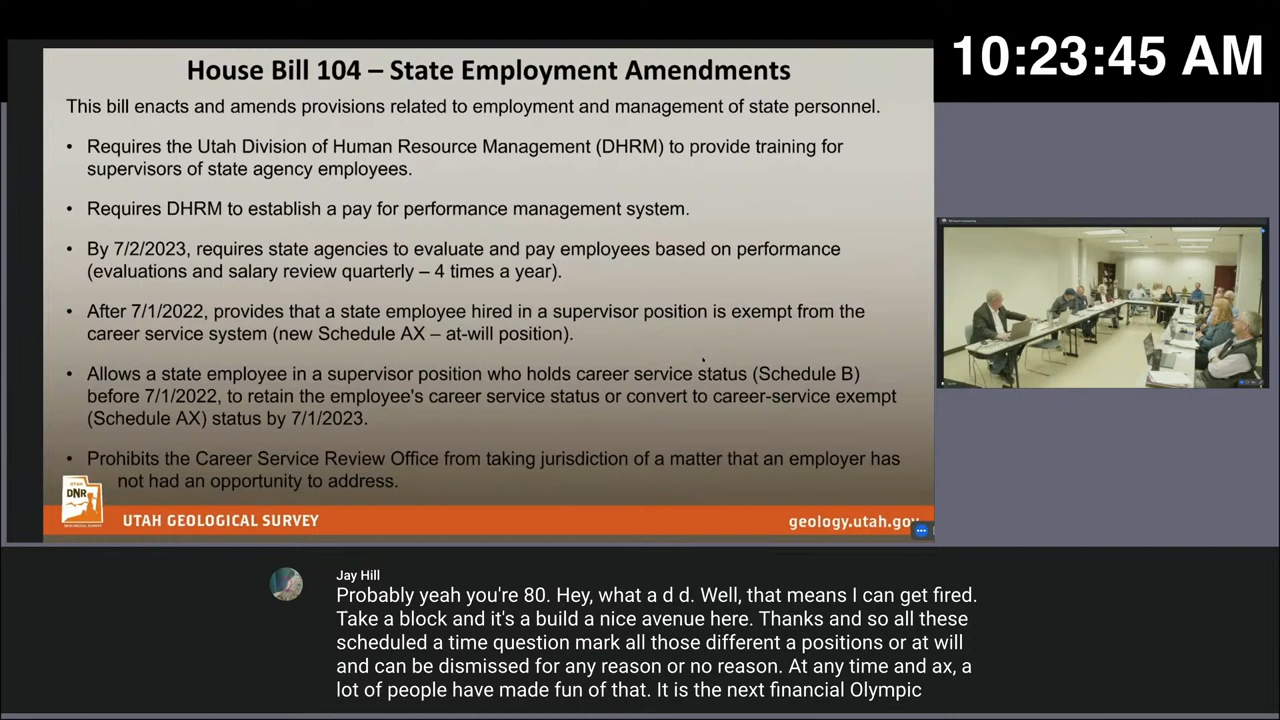 10:23:45 AM
House Bill 104 – State Employment Amendments
This bill enacts and amends provisions related to employment and management of state personnel.
• Requires the Utah Division of Human Resource Management (DHRM) to provide training for
supervisors of state agency employees.
• Requires DHRM to establish a pay for performance management system.
• By 7/2/2023, requires state agencies to evaluate and pay employees based on performance
(evaluations and salary review quarterly – 4 times a year).
• After 7/1/2022, provides that a state employee hired in a supervisor position is exempt from the
career service system (new Schedule AX – at-will position).
• Allows a state employee in a supervisor position who holds career service status (Schedule B)
before 7/1/2022, to retain the employee's career service status or convert to career-service exempt
(Schedule AX) status by 7/1/2023.
• Prohibits the Career Service Review Office from taking jurisdiction of a matter that an employer has
not had an opportunity to address.
UTAH
DNR
UTAH GEOLOGICAL SURVEY
geology.utah.gov
Jay Hill
Probably yeah you're 80. Hey, what a d d. Well, that means I can get fired.
Take a block and it's a build a nice avenue here. Thanks and so all these
scheduled a time question mark all those different a positions or at will
and can be dismissed for any reason or no reason. At any time and ax, a
lot of people have made fun of that. It is the next financial Olympic